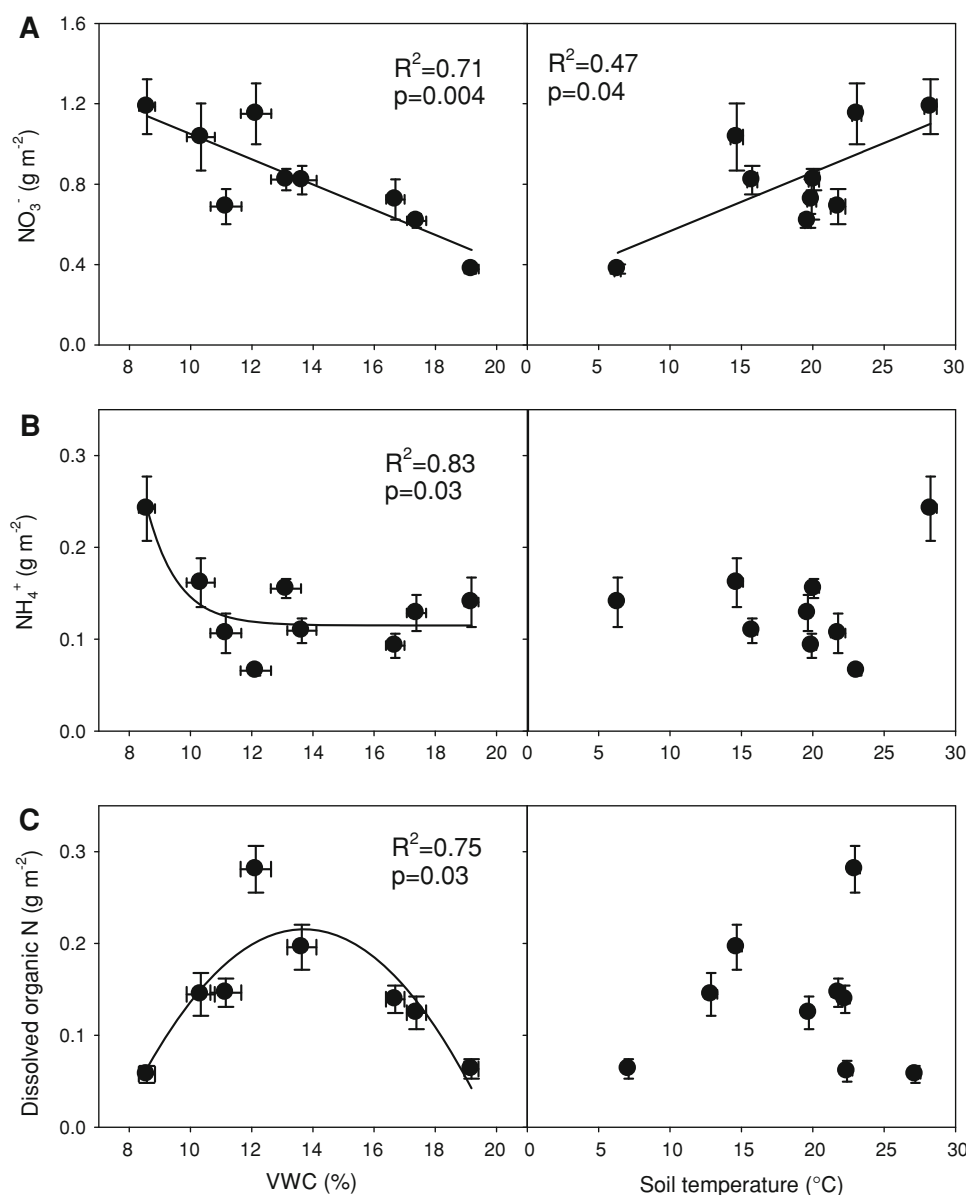 A
1.6
1.2
0.8
0.4
0.0
NO₃⁻ (g m⁻²)
R²=0.71
p=0.004
R²=0.47
p=0.04
8 10 12 14 16 18 20 0 5 10 15 20 25 30
B
0.3
0.2
0.1
0.0
NH₄⁺ (g m⁻²)
R²=0.83
p=0.03
8 10 12 14 16 18 20 0 5 10 15 20 25 30
C
0.3
0.2
0.1
0.0
Dissolved organic N (g m⁻²)
R²=0.75
p=0.03
8 10 12 14 16 18 20 0 5 10 15 20 25 30
VWC (%) Soil temperature (°C)